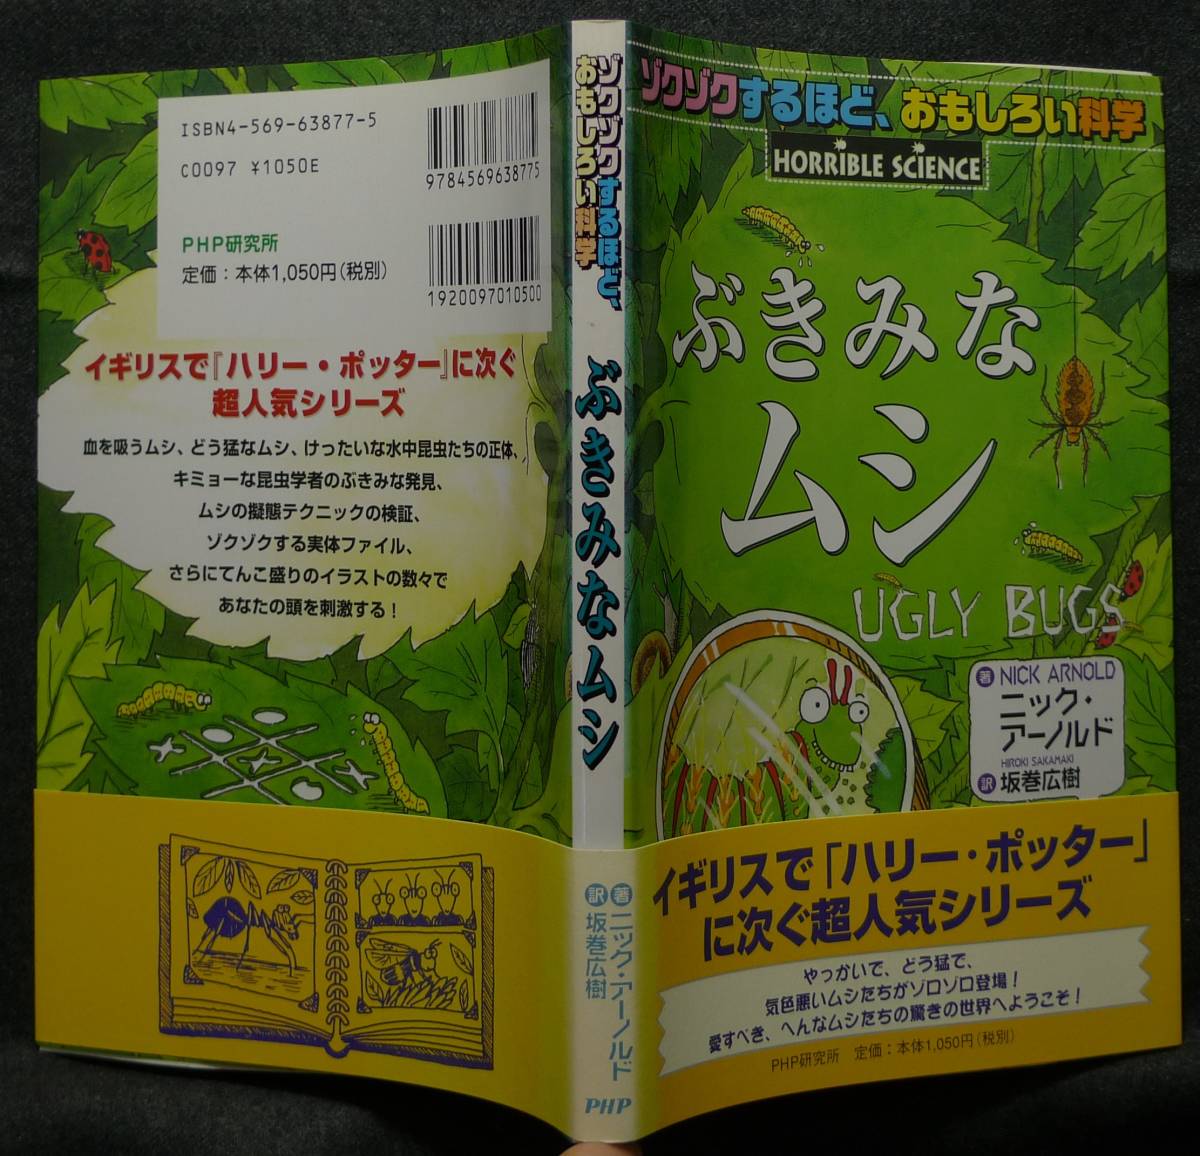 ISBN4-569-63877-5
C0097 ¥1050E
9784569638775
PHP研究所
定価：本体1,050円(税別)
1920097010500
イギリスで『ハリー・ポッター』に次ぐ
超人気シリーズ
血を吸うムシ、どう猛なムシ、けったいな水中昆虫たちの正体、
キミョーな昆虫学者のぶきみな発見、
ムシの擬態テクニックの検証、
ゾクゾクする実体ファイル、
さらにてんこ盛りのイラストの数々で
あなたの頭を刺激する！
ゾクゾクするほど、
おもしろい科学
ぶきみなムシ
著 ニック・アーノルド
訳 坂巻広樹
PHP
ゾクゾクするほど、おもしろい科学
HORRIBLE SCIENCE
ぶきみな
ムシ
UGLY BUGS
著 NICK ARNOLD
ニック・
アーノルド
HIROKI SAKAMAKI
訳 坂巻広樹
イギリスで「ハリー・ポッター」
に次ぐ超人気シリーズ
やっかいで、どう猛で、
気色悪いムシたちがゾロゾロ登場！
愛すべき、へんなムシたちの驚きの世界へようこそ！
PHP研究所 定価：本体1,050円(税別)